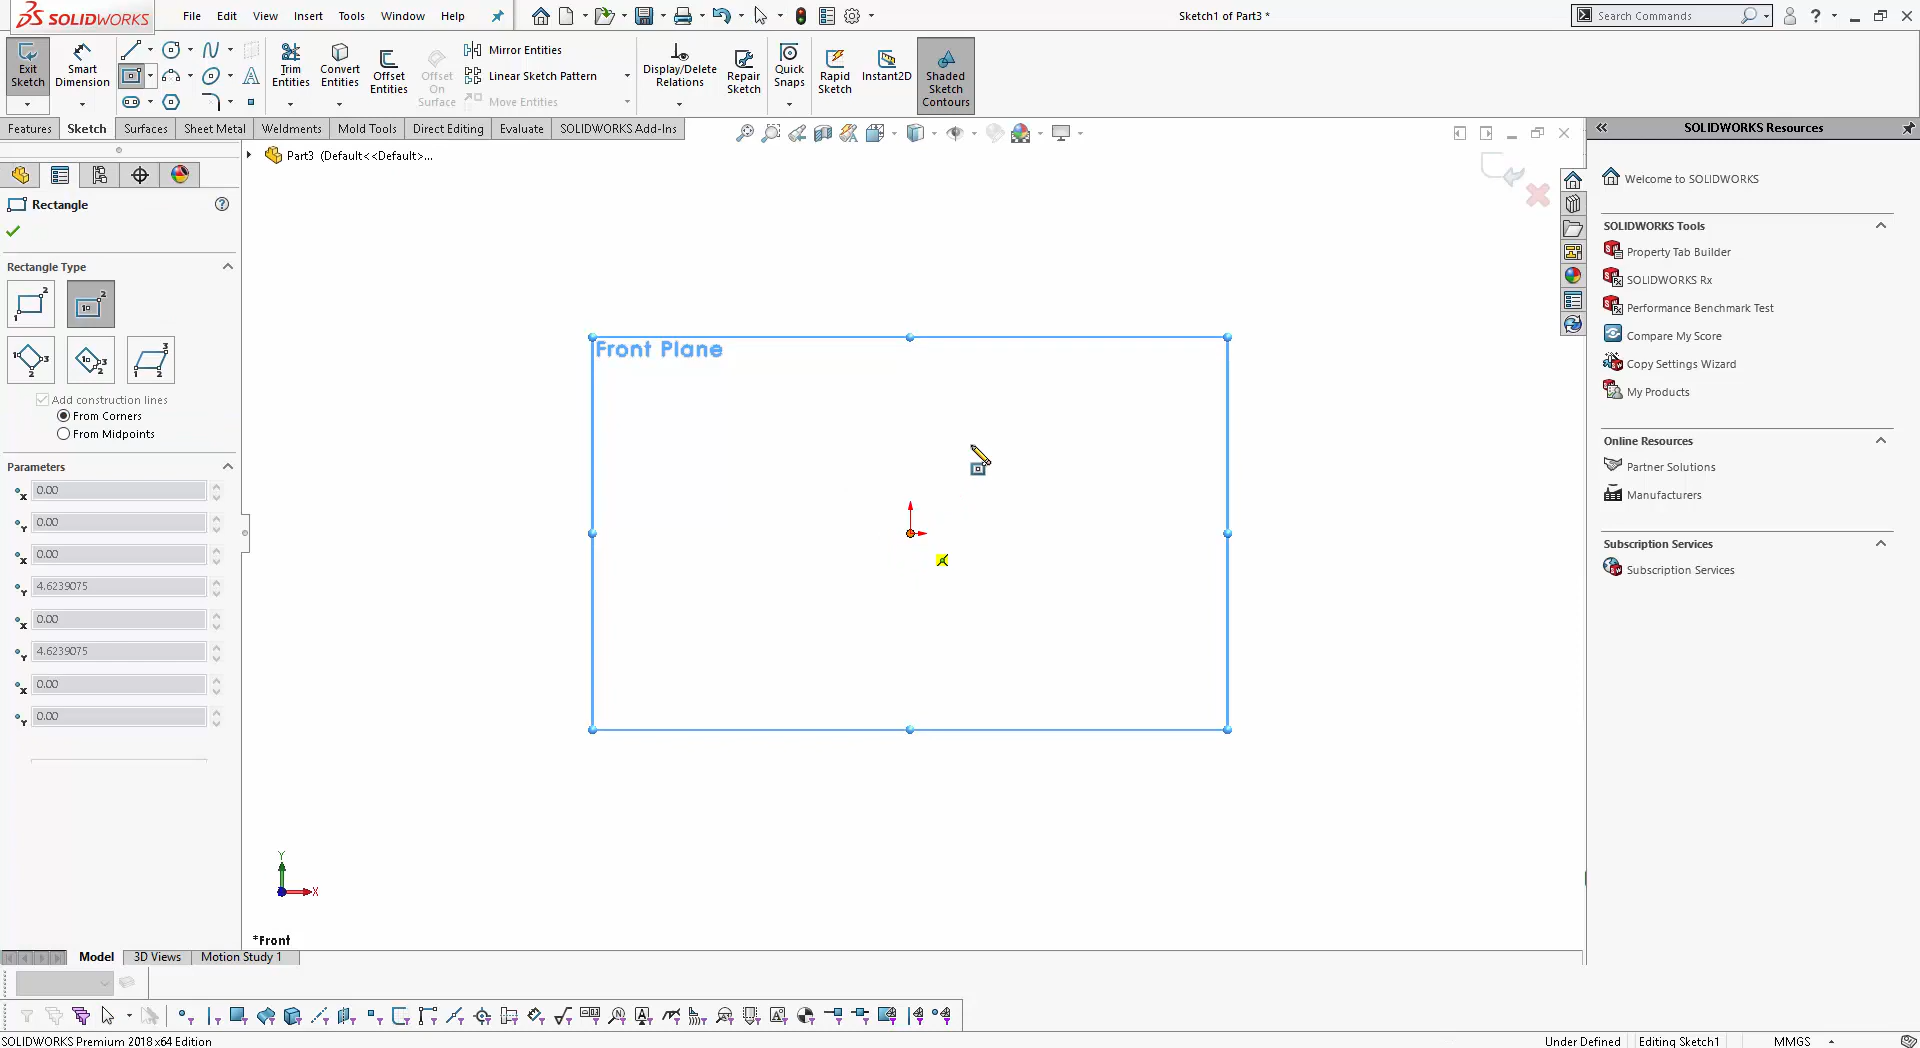 SOLIDWORKS
File Edit View Insert Tools Window Help
Sketch1 of Part3 *
Search Commands
Exit Sketch
Smart Dimension
Trim Entities
Convert Entities
Offset Entities
Offset On Surface
Mirror Entities
Linear Sketch Pattern
Move Entities
Display/Delete Relations
Repair Sketch
Quick Snaps
Rapid Sketch
Instant2D
Shaded Sketch Contours
Features Sketch Surfaces Sheet Metal Weldments Mold Tools Direct Editing Evaluate SOLIDWORKS Add-Ins
Part3 (Default<<Default>...
Rectangle
Rectangle Type
Add construction lines
From Corners
From Midpoints
Parameters
0.00
0.00
0.00
4.6239075
0.00
4.6239075
0.00
0.00
Front Plane
Y
X
*Front
SOLIDWORKS Resources
Welcome to SOLIDWORKS
SOLIDWORKS Tools
Property Tab Builder
SOLIDWORKS Rx
Performance Benchmark Test
Compare My Score
Copy Settings Wizard
My Products
Online Resources
Partner Solutions
Manufacturers
Subscription Services
Subscription Services
Model 3D Views Motion Study 1
SOLIDWORKS Premium 2018 x64 Edition
Under Defined Editing Sketch1 MMGS